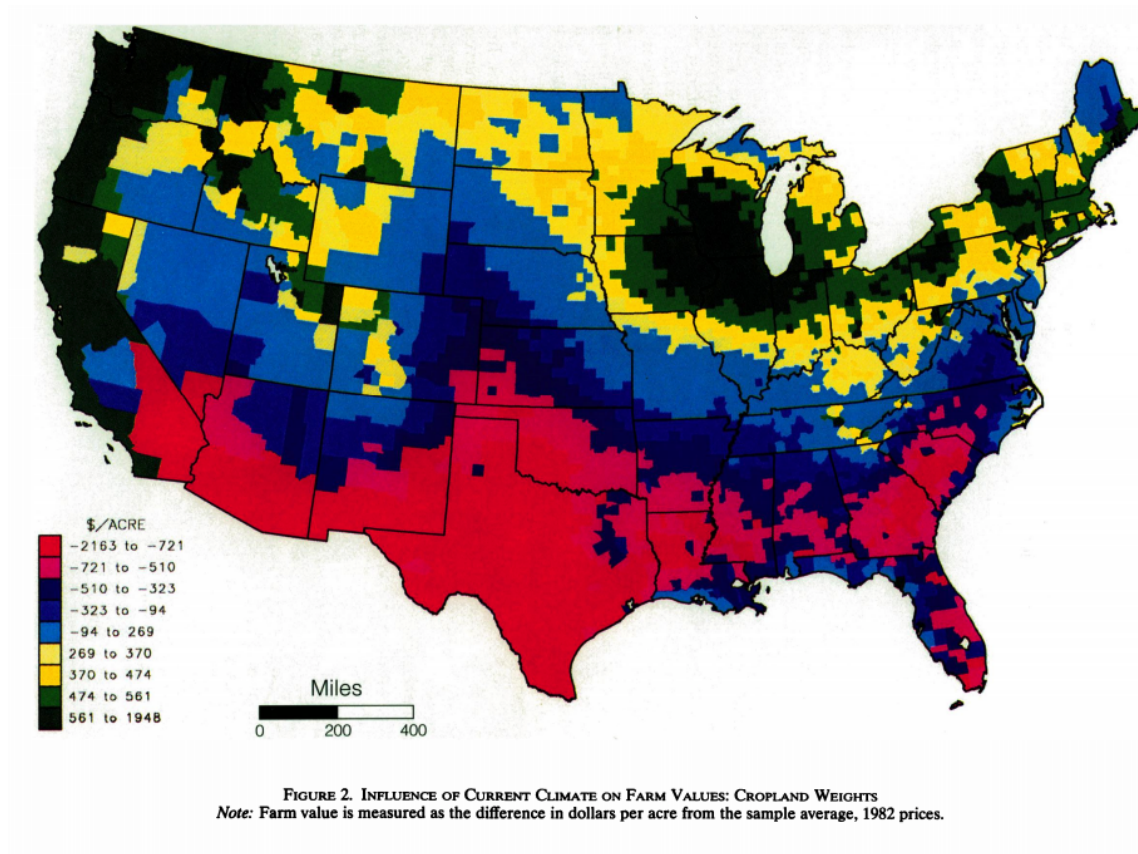 $/ACRE
-2163 to -721
-721 to -510
-510 to -323
-323 to -94
-94 to 269
269 to 370
370 to 474
474 to 561
561 to 1948
Miles
0 200 400
FIGURE 2. INFLUENCE OF CURRENT CLIMATE ON FARM VALUES: CROPLAND WEIGHTS
Note: Farm value is measured as the difference in dollars per acre from the sample average, 1982 prices.